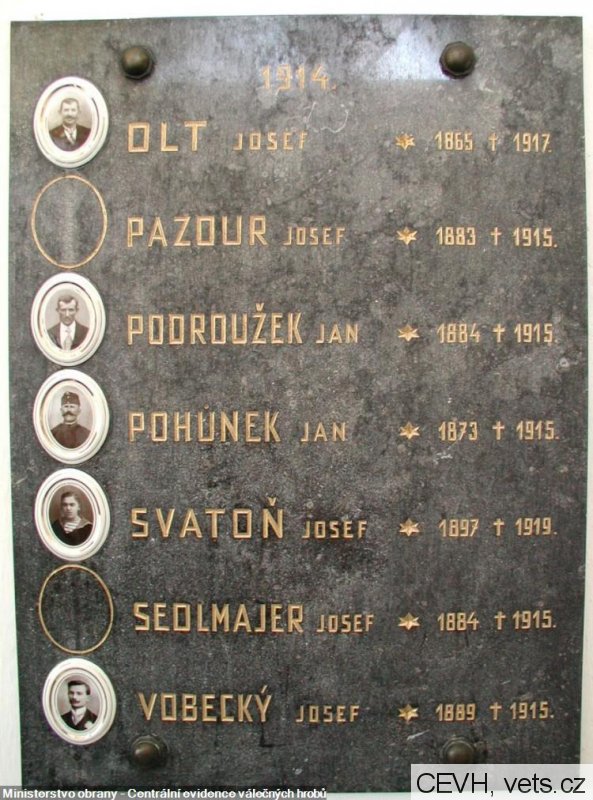 1914.
OLT JOSEF * 1865 † 1917.
PAZOUR JOSEF * 1883 † 1915.
PODROUŽEK JAN * 1884 † 1915.
POHŮNEK JAN * 1873 † 1915.
SVATOŇ JOSEF * 1897 † 1919.
SEDLMAJER JOSEF * 1884 † 1915.
VOBECKÝ JOSEF * 1889 † 1915.
Ministerstvo obrany - Centrální evidence válečných hrobů
CEVH, vets.cz